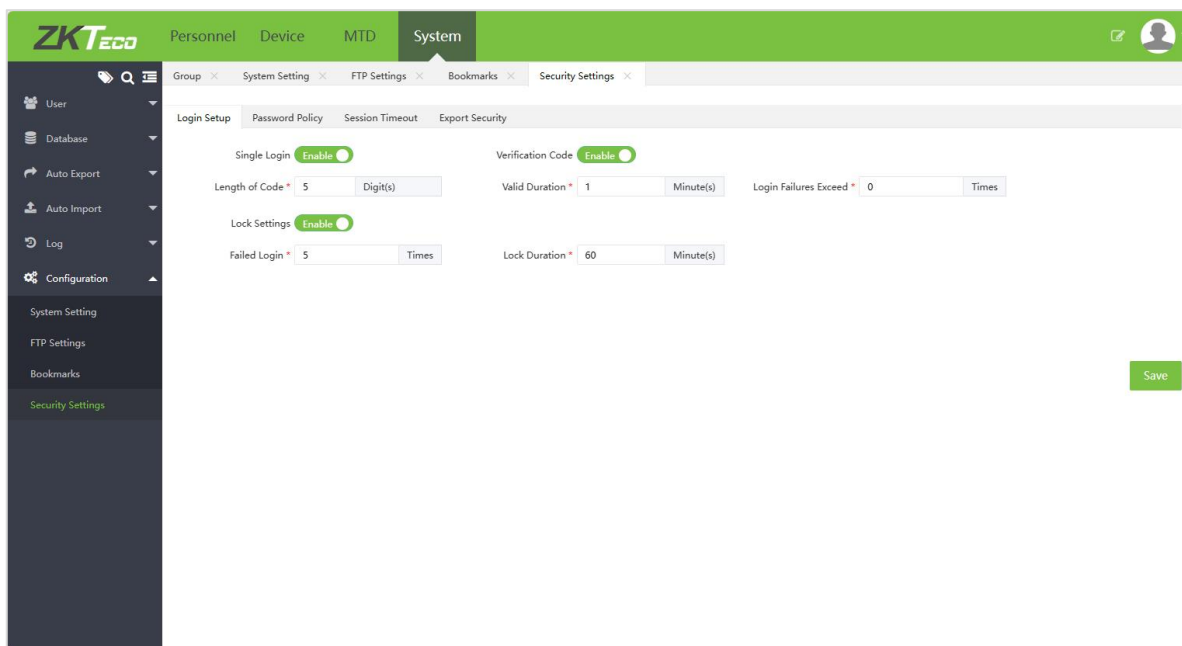 ZKTECO Personnel Device MTD System
Group System Setting FTP Settings Bookmarks Security Settings
User
Database
Auto Export
Auto Import
Log
Configuration
System Setting
FTP Settings
Bookmarks
Security Settings
Login Setup Password Policy Session Timeout Export Security
Single Login Enable Verification Code Enable
Length of Code * 5 Digit(s) Valid Duration * 1 Minute(s) Login Failures Exceed * 0 Times
Lock Settings Enable
Failed Login * 5 Times Lock Duration * 60 Minute(s)
Save